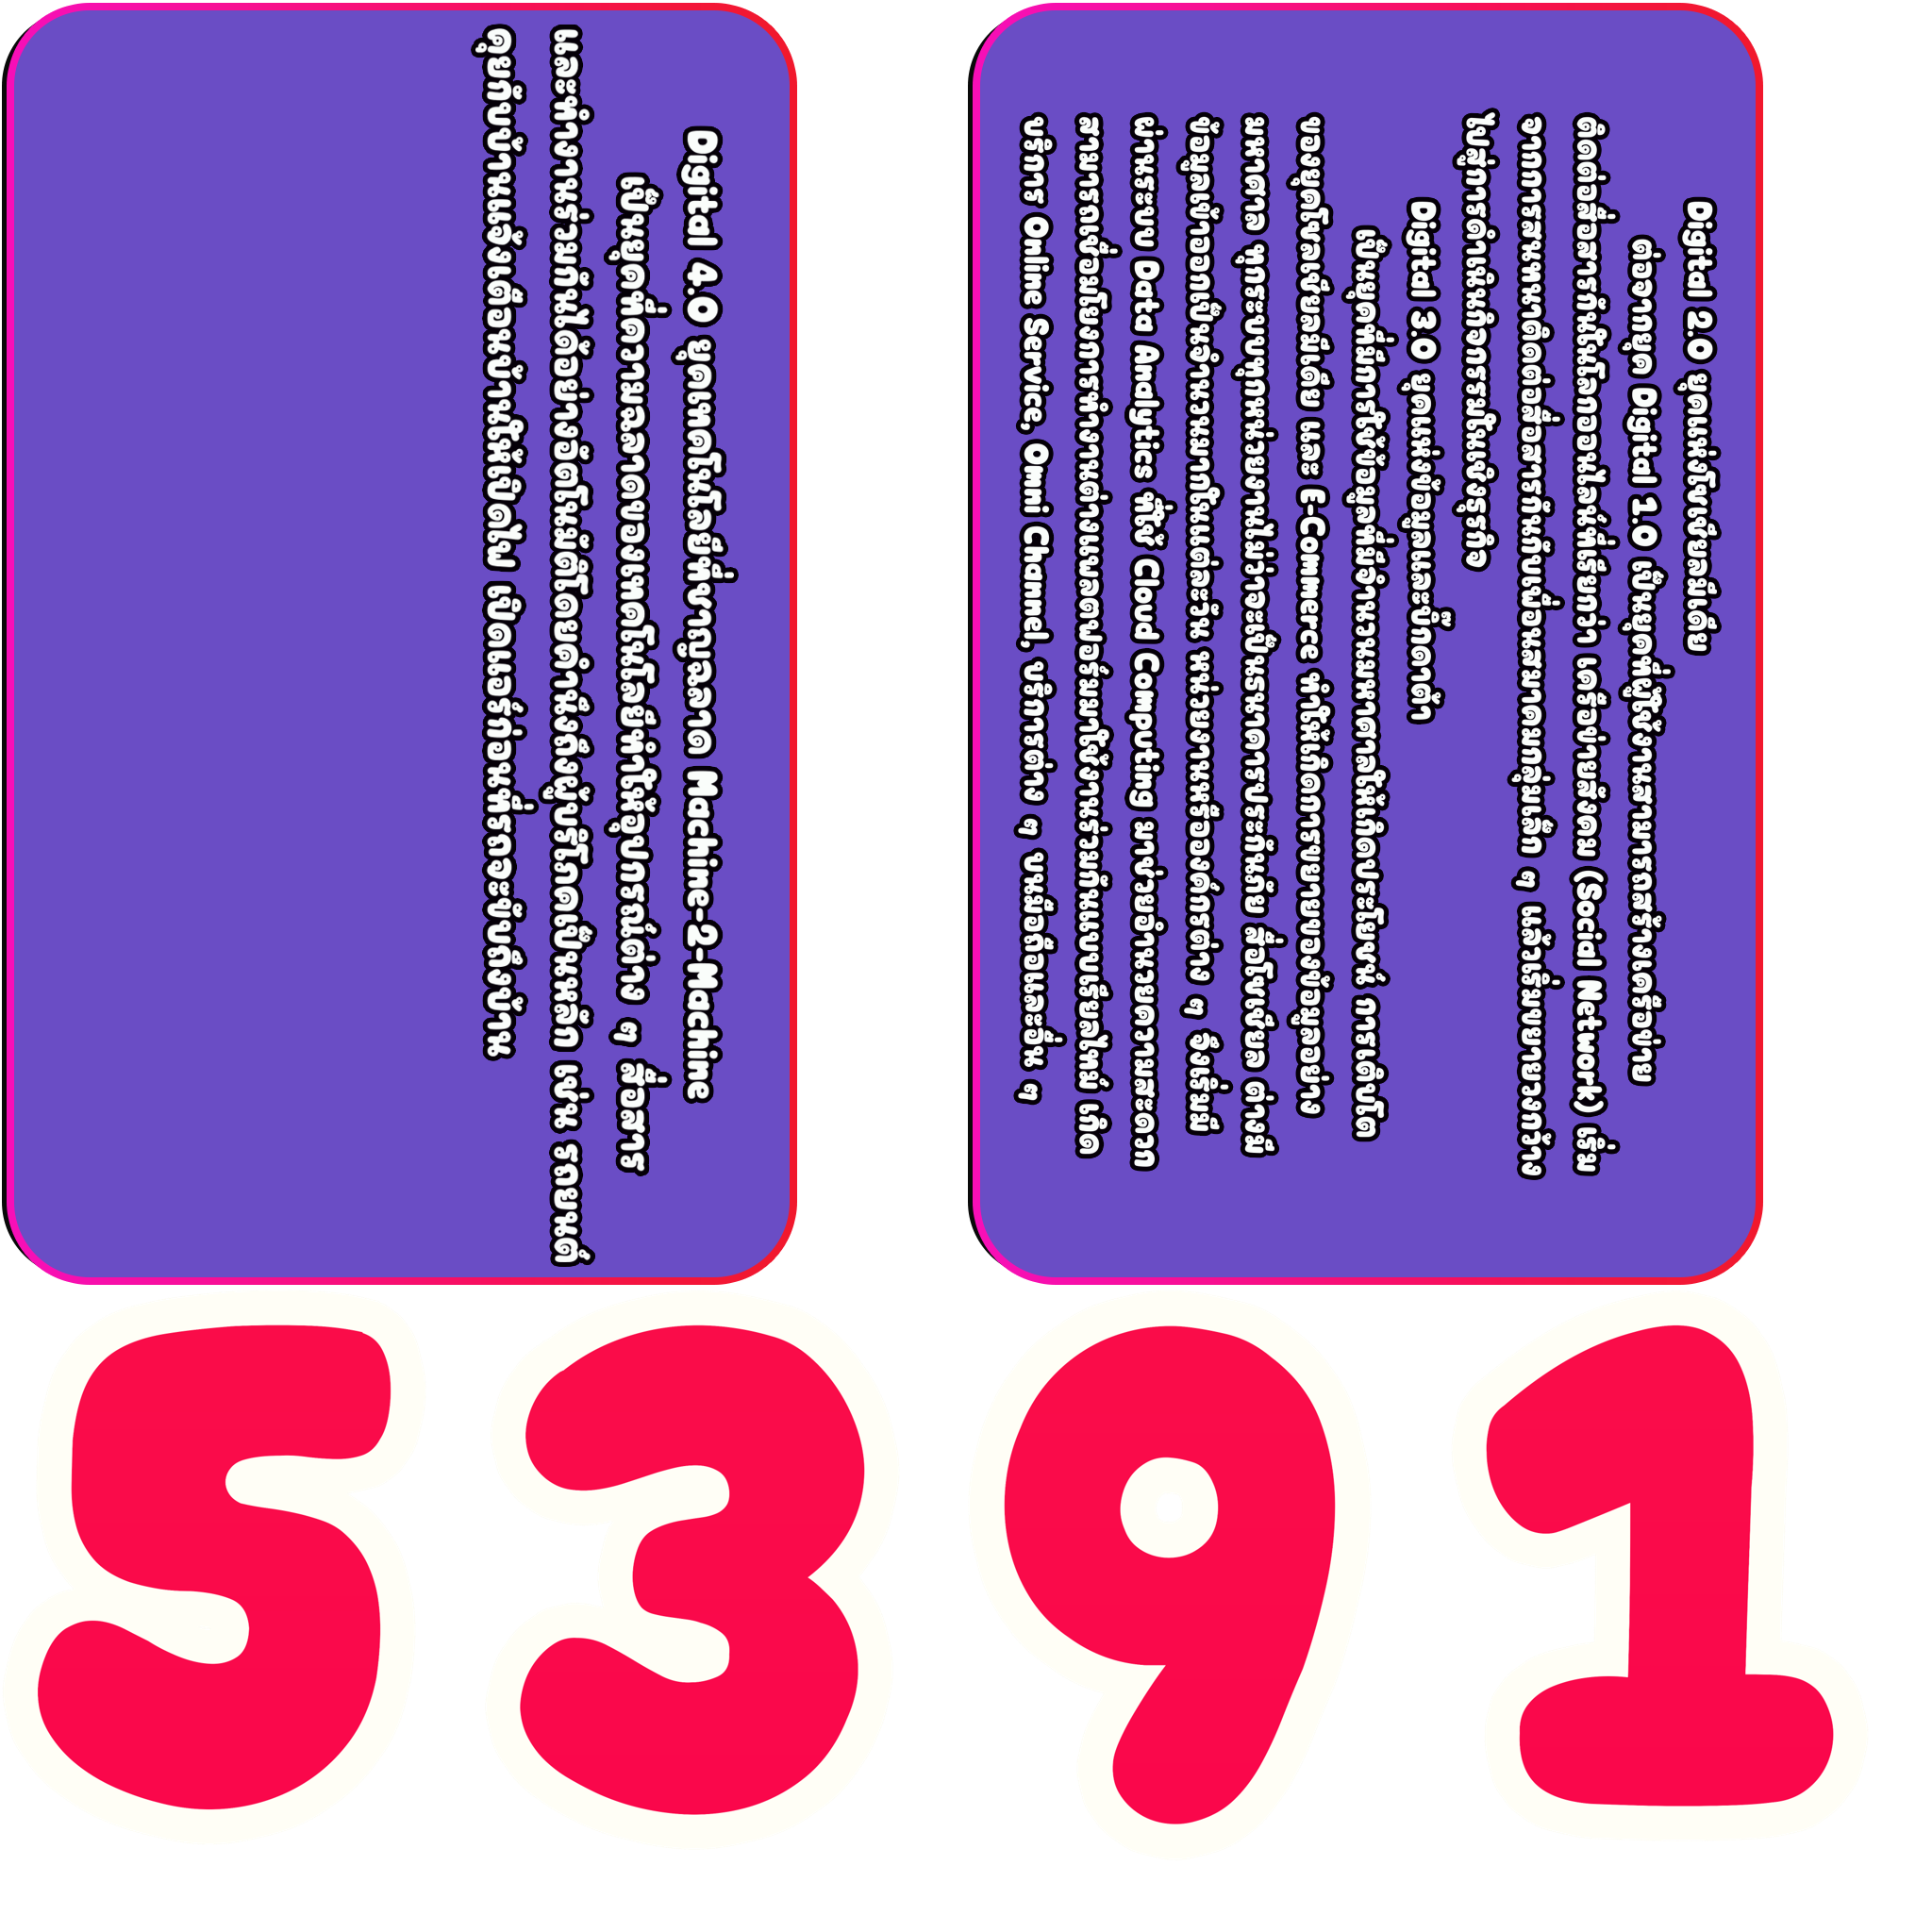 Digital 2.0 ยุคแห่งโซเชียลมีเดีย
ถัดจากยุค Digital 1.0 เป็นยุคที่ผู้ใช้งานพัฒนามาจากการสร้างเครือข่าย
ติดต่อสื่อสารกันในโลกออนไลน์ที่เรียกว่า เครือข่ายสังคม (Social Network) เริ่ม
จากการสนทนาติดต่อสื่อสารกันกับเพื่อนหลายคนกลุ่มเล็ก ๆ แล้วเริ่มขยายวงกว้าง
ไปสู่การดำเนินกิจกรรมในเชิงธุรกิจ
Digital 3.0 ยุคแห่งข้อมูลและบิ๊กดาต้า
เป็นยุคที่มีการใช้ข้อมูลที่มีจำนวนมหาศาลให้เกิดประโยชน์ การเติบโต
ของยุคโซเชียลมีเดีย และ E-Commerce ทำให้เกิดการขยายของข้อมูลอย่าง
มหาศาล ทุกระบบทุกหน่วยงานไม่ว่าจะเป็นธนาคารประกันภัย สื่อโซเชียล ต่างมี
ข้อมูลเข้าออกเป็นจำนวนมากในแต่ละวัน หน่วยงานหรือองค์กรต่าง ๆ จึงเริ่มมี
นำระบบ Data Analytics ที่ใช้ Cloud Computing มาช่วยอำนวยความสะดวก
สามารถเชื่อมโยงการทำงานต่างแพลตฟอร์มมาใช้งานร่วมกันแบบเรียลไทม์ เกิด
บริการ Online Service, Omni Channel, บริการต่าง ๆ บนมือถือและอื่น ๆ
Digital 4.0 ยุคเทคโนโลยีที่ชาญฉลาด Machine-2-Machine
เป็นยุคที่ความฉลาดของเทคโนโลยีทำให้อุปกรณ์ต่าง ๆ สื่อสาร
และทำงานร่วมกันได้อย่างอัตโนมัติโดยคำนึงถึงผู้บริโภคเป็นหลัก เช่น รถยนต์
คุยกับบ้านแจ้งเตือนบ้านให้เปิดไฟ เปิดแอร์ก่อนที่รถจะขับถึงบ้าน
5 3 9 1